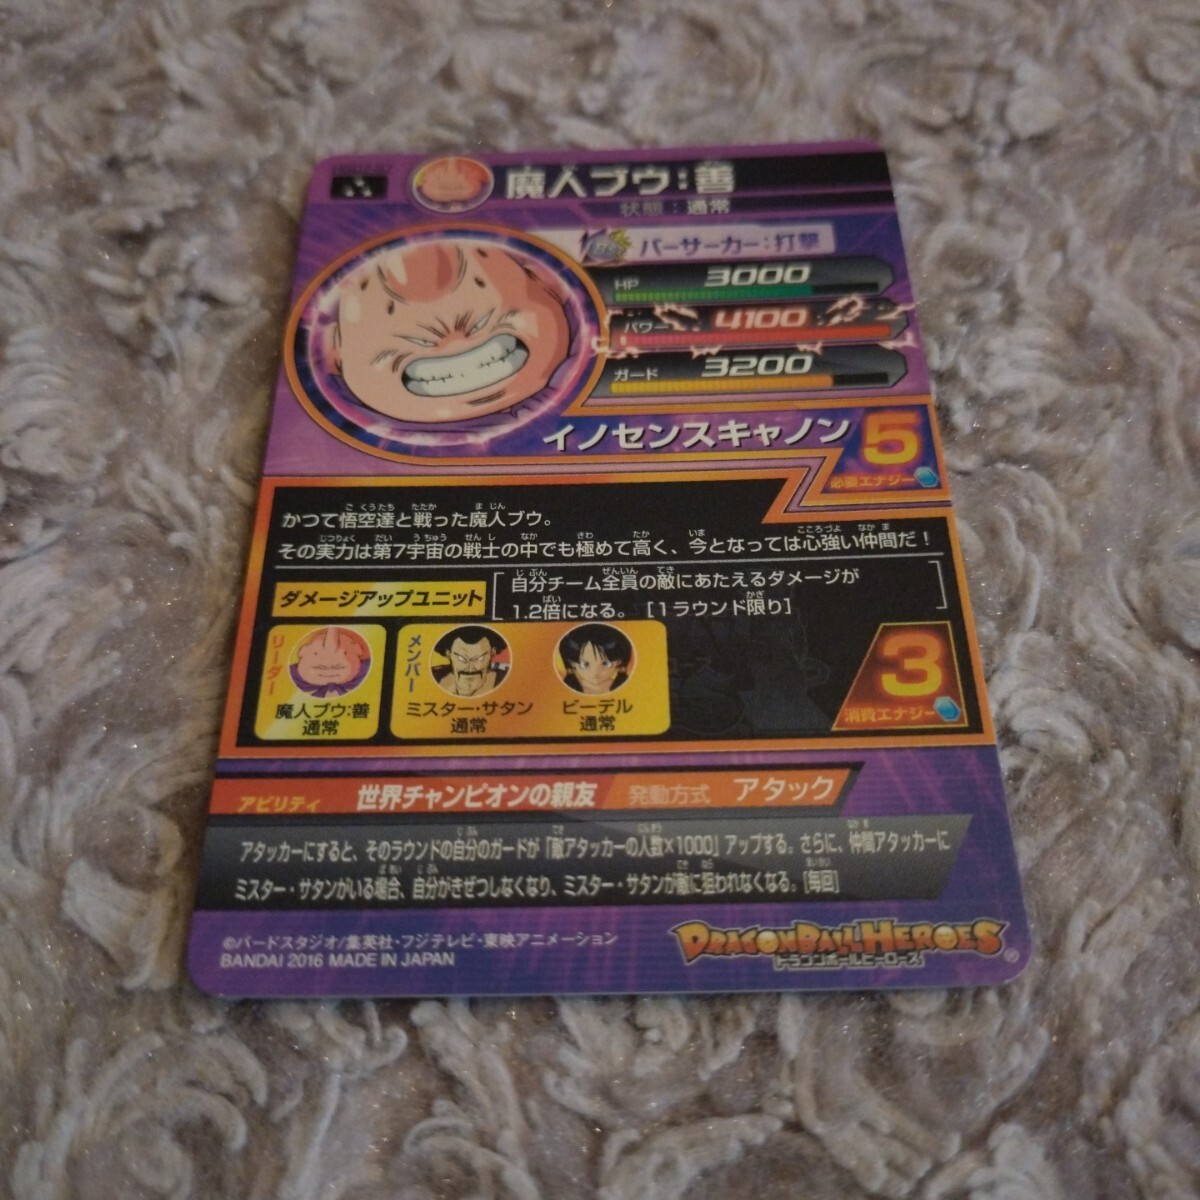 魔人ブウ:善
状態:通常
バーサーカー:打撃
HP 3000
パワー 4100
ガード 3200
イノセンスキャノン 5
必要エナジー
かつて悟空達と戦った魔人ブウ。
その実力は第7宇宙の戦士の中でも極めて高く、今となっては心強い仲間だ!
ダメージアップユニット
自分チーム全員の敵にあたえるダメージが
1.2倍になる。[1ラウンド限り]
リーダー
魔人ブウ:善
通常
メンバー
ミスター・サタン
通常
ビーデル
通常
3
消費エナジー
アビリティ 世界チャンピオンの親友 発動方式 アタック
アタッカーにすると、そのラウンドの自分のガードが「敵アタッカーの人数×1000」アップする。さらに、仲間アタッカーに
ミスター・サタンがいる場合、自分がきぜつしなくなり、ミスター・サタンが敵に狙われなくなる。[毎回]
©バードスタジオ/集英社・フジテレビ・東映アニメーション
BANDAI 2016 MADE IN JAPAN
DRAGONBALL HEROES
ドラゴンボールヒーローズ